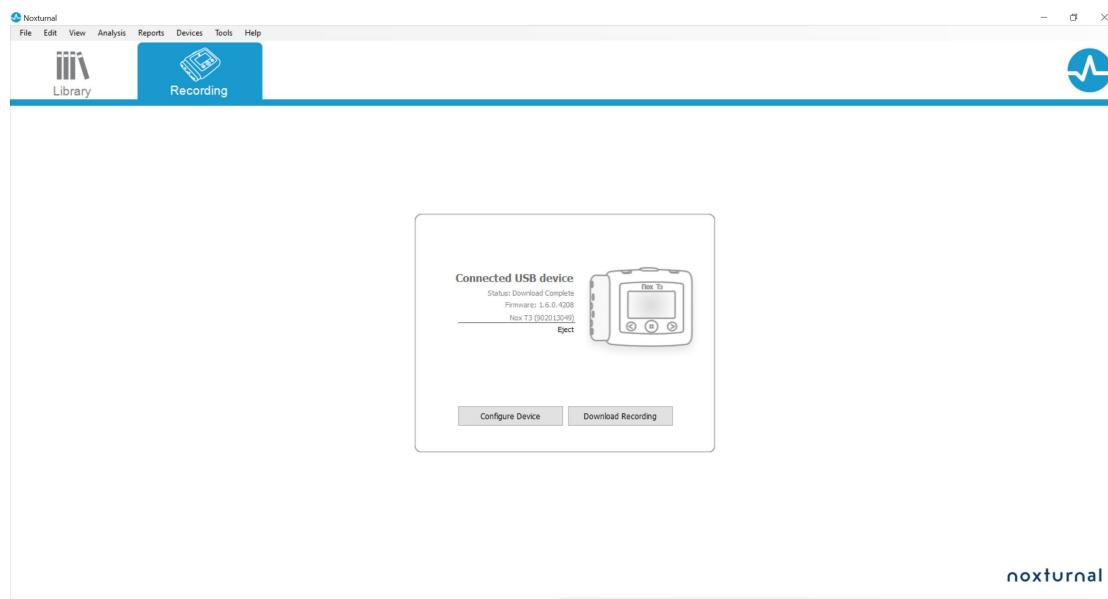 Noxturnal
File Edit View Analysis Reports Devices Tools Help
Library
Recording
Connected USB device
Status: Download Complete
Firmware: 1.6.0.4208
Nox T3 (902013049)
Eject
nox T3
Configure Device
Download Recording
noxturnal